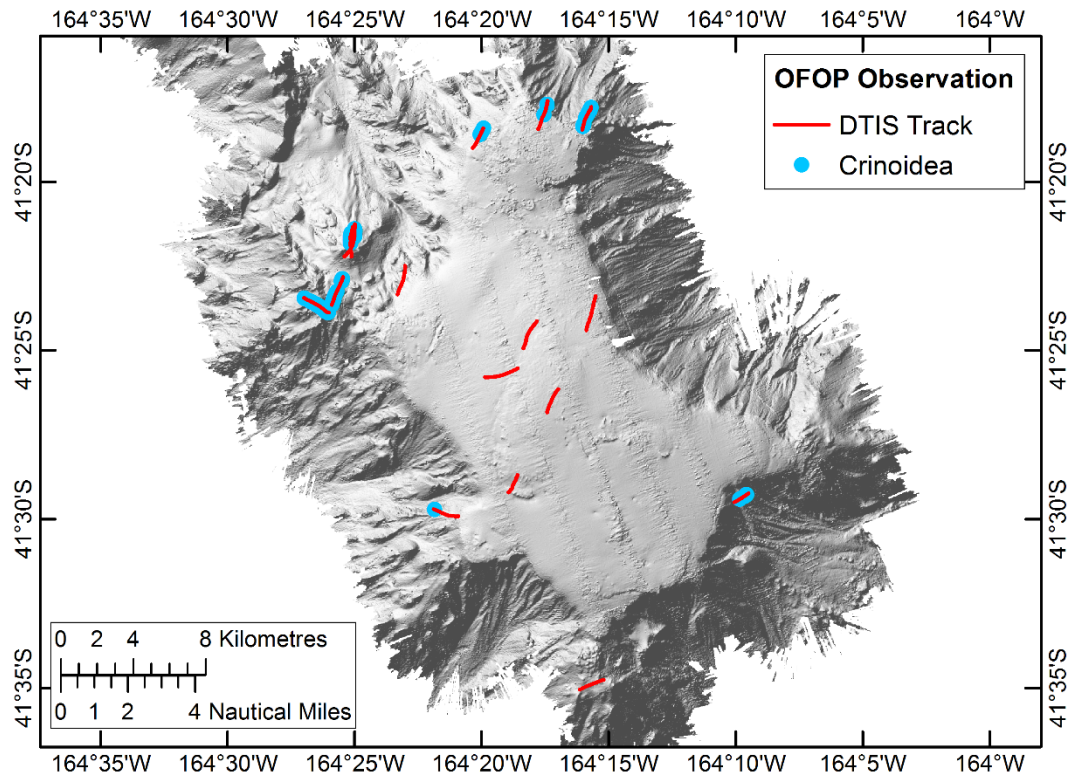 164°35'W 164°30'W 164°25'W 164°20'W 164°15'W 164°10'W 164°5'W 164°0'W
OFOP Observation
DTIS Track
Crinoidea
41°20'S 41°20'S
41°25'S 41°25'S
41°30'S 41°30'S
41°35'S 41°35'S
0 2 4 8 Kilometres
0 1 2 4 Nautical Miles
164°35'W 164°30'W 164°25'W 164°20'W 164°15'W 164°10'W 164°5'W 164°0'W